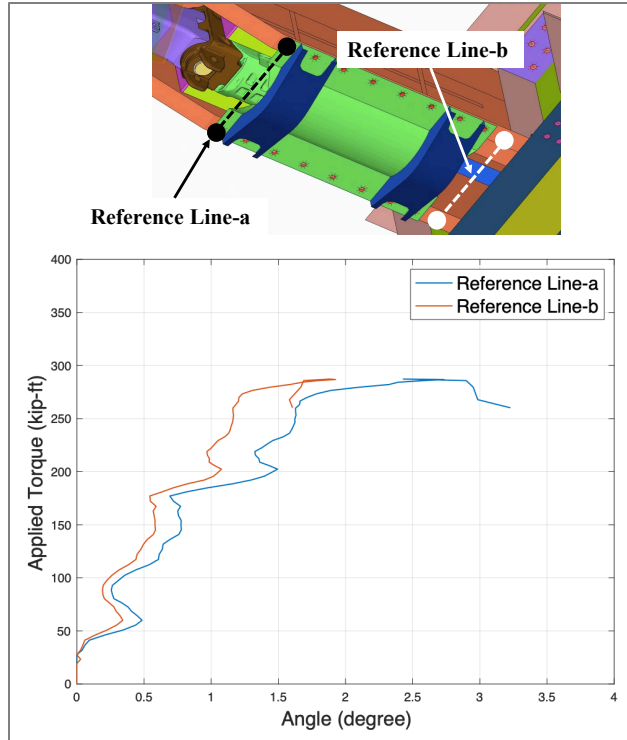 Reference Line-b
Reference Line-a
400
350
300
250
200
150
100
50
0
Applied Torque (kip-ft)
Reference Line-a
Reference Line-b
0 0.5 1 1.5 2 2.5 3 3.5 4
Angle (degree)